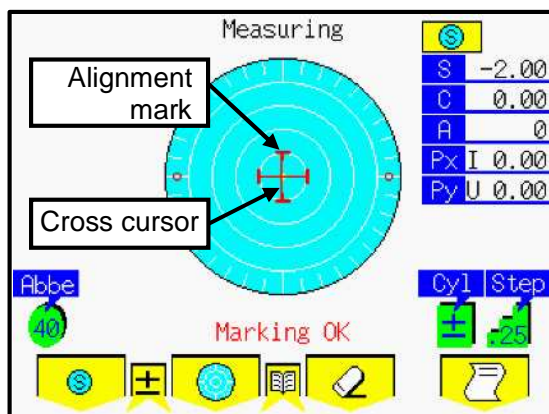 Measuring
S
Alignment
mark
S -2.00
C 0.00
A 0
Px I 0.00
Py U 0.00
Cross cursor
Abbe
40
Cyl Step
± .25
Marking OK
S ±